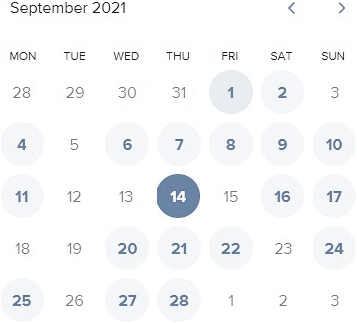 September 2021
MON TUE WED THU FRI SAT SUN
28 29 30 31 1 2 3
4 5 6 7 8 9 10
11 12 13 14 15 16 17
18 19 20 21 22 23 24
25 26 27 28 1 2 3